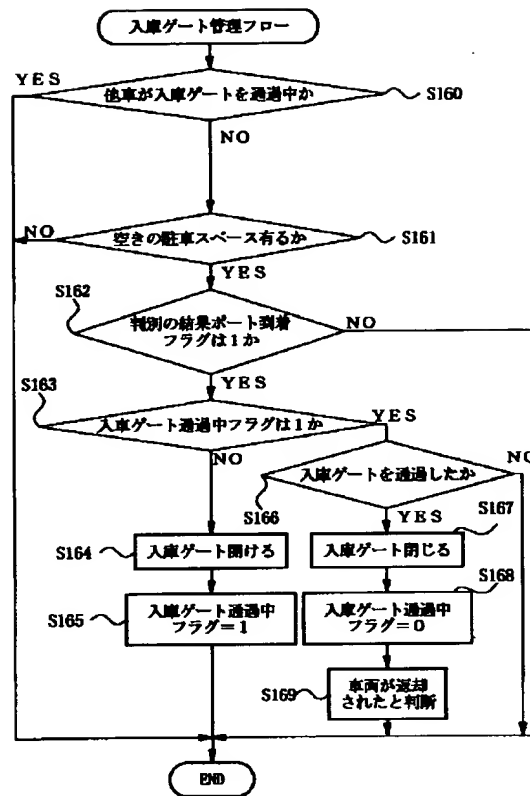 入庫ゲート管理フロー
YES
他車が入庫ゲートを通過中か
S160
NO
NO
空きの駐車スペース有るか
S161
YES
S162
判別の結果ポート到着
フラグは1か
NO
YES
S163
入車ゲート通過中フラグは1か
YES
NO
入庫ゲートを通過したか
NO
S166
YES
S167
S164
入庫ゲート開ける
入庫ゲート閉じる
S168
S165
入庫ゲート通過中
フラグ=1
入庫ゲート通過中
フラグ=0
S169
車両が返却
されたと判断
END